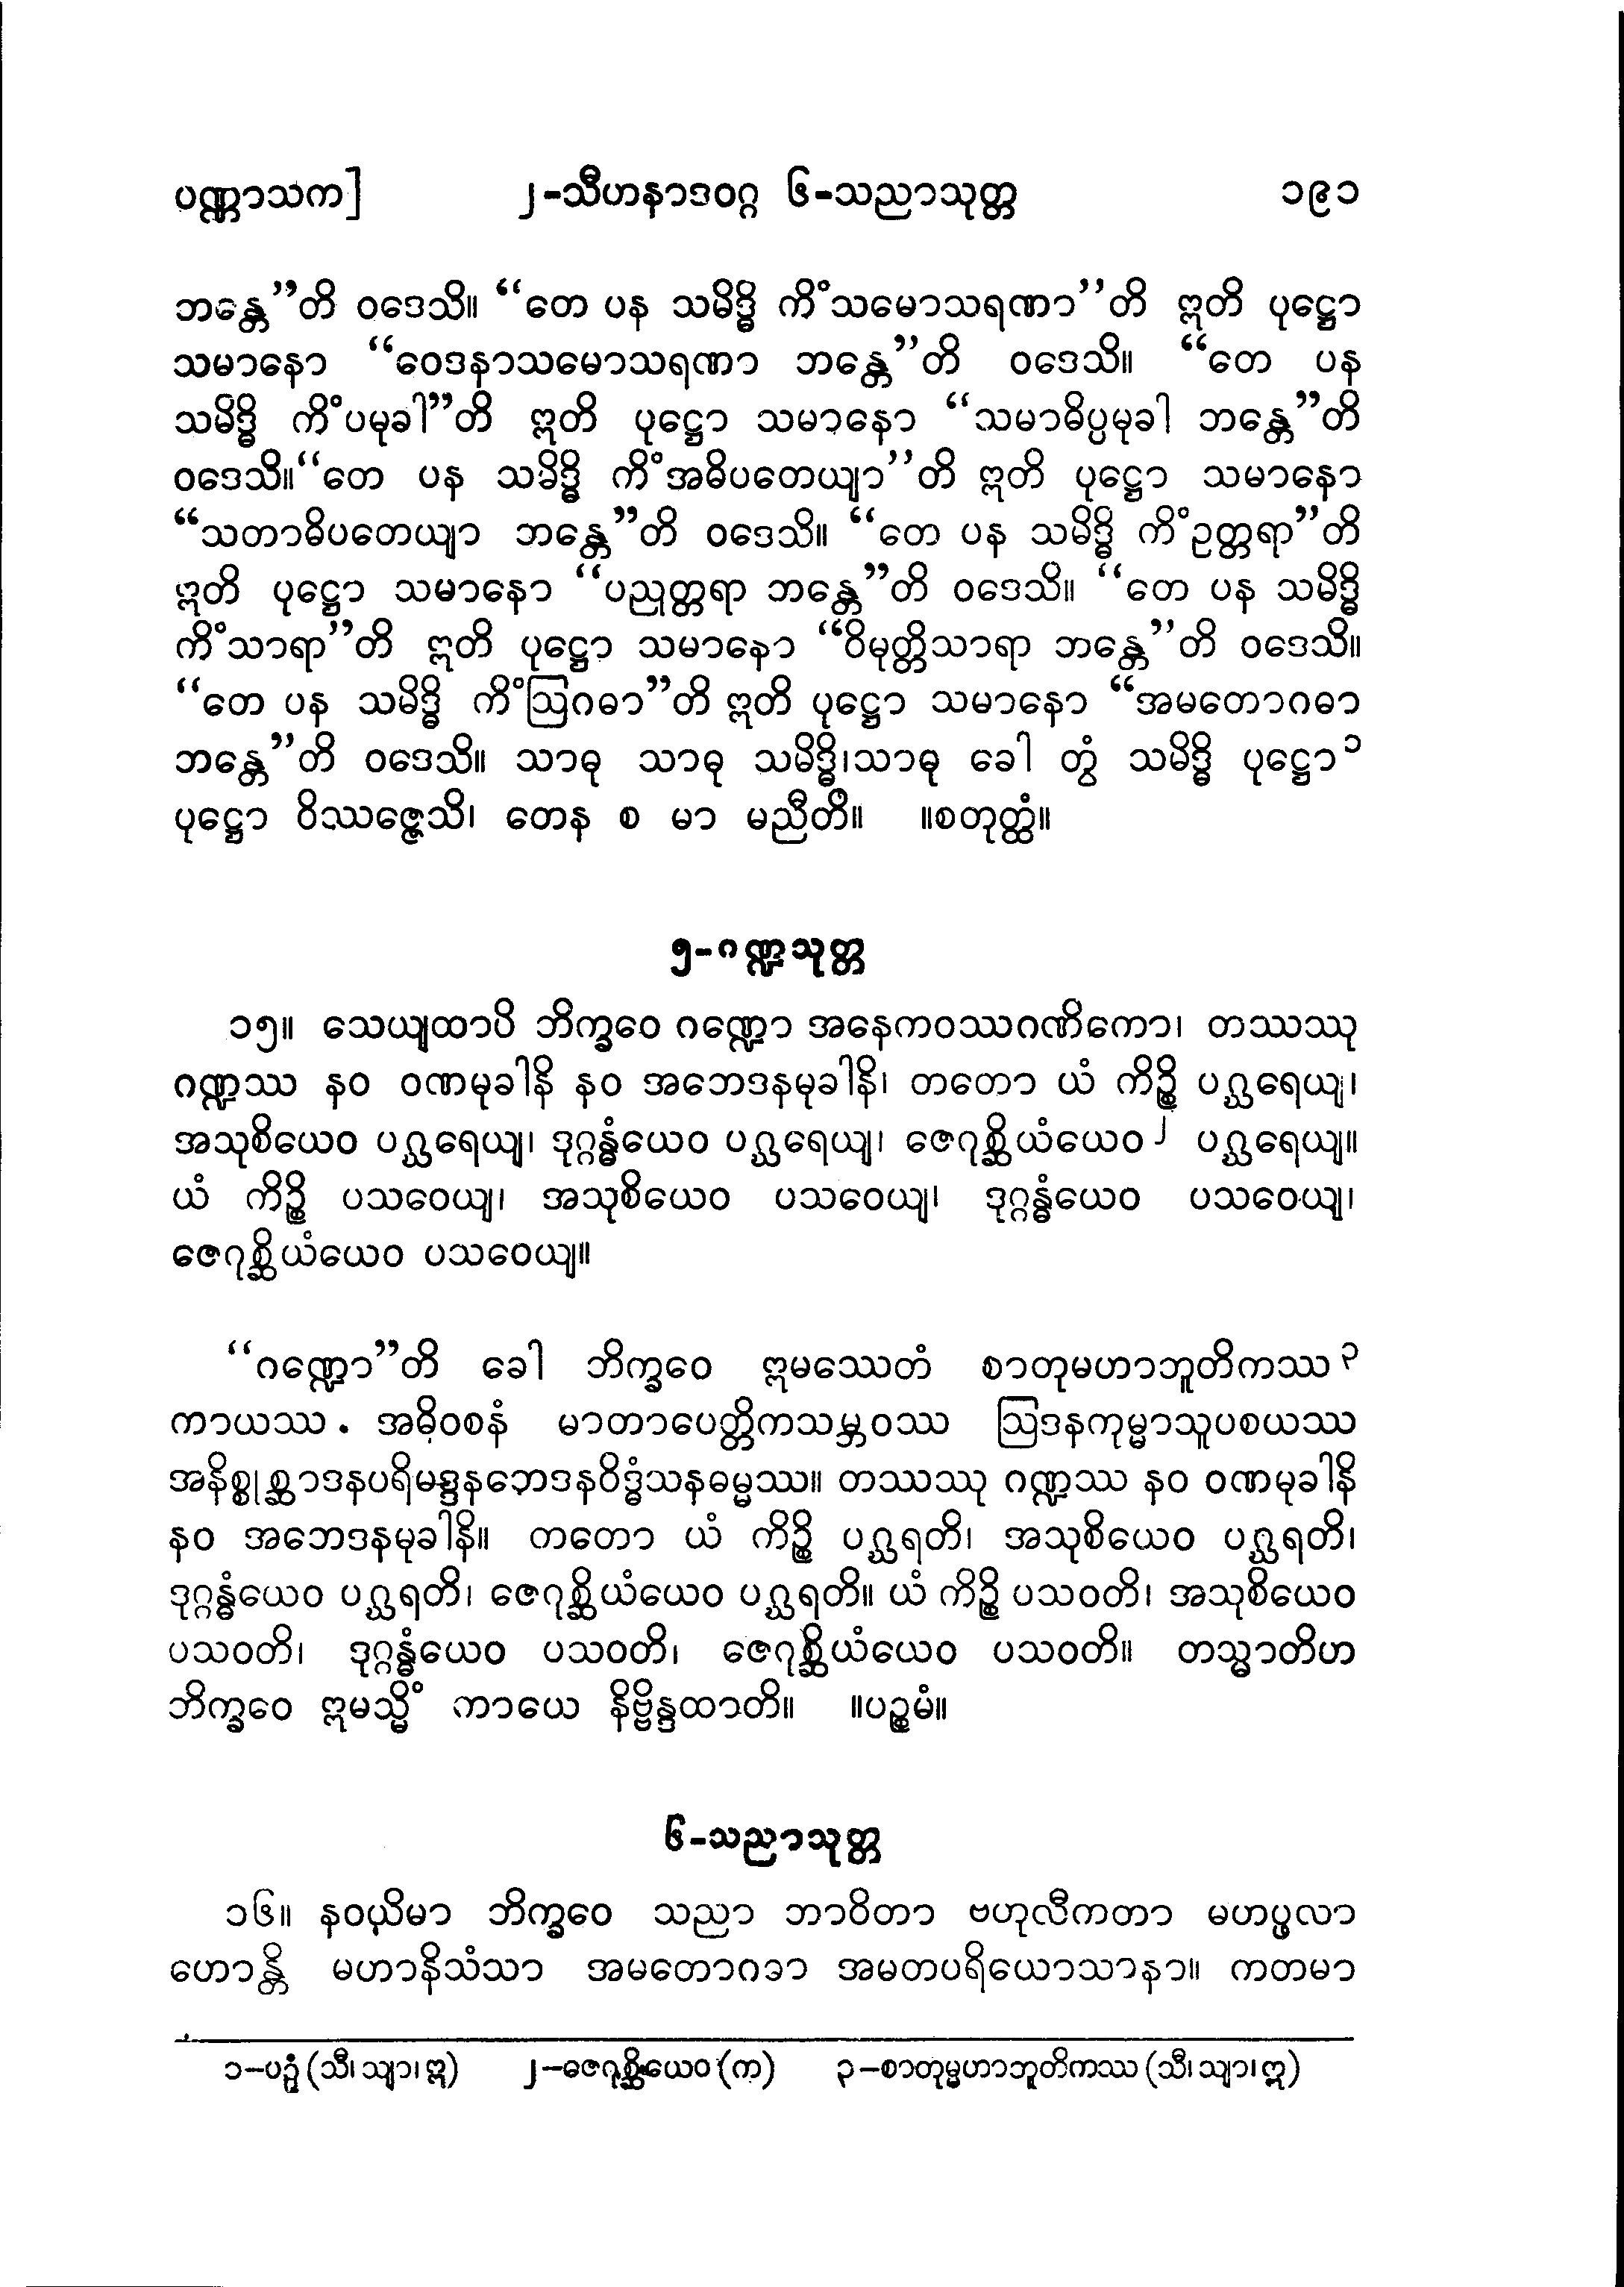 ပဏ္ဏာသက] ၂-သီဟနာဒဝဂ္ဂ ၆-သညာသုတ္တ ၁၉၁
ဘန္တေ”တိ ဝဒေသိ။ “တေ ပန သမိဒ္ဓိ ကိံသမောသရဏာ”တိ ဣတိ ပုဋ္ဌော
သမာနော “ဝေဒနာသမောသရဏာ ဘန္တေ”တိ ဝဒေသိ။ “တေ ပန
သမိဒ္ဓိ ကိံပမုခါ”တိ ဣတိ ပုဋ္ဌော သမာနော “သမာဓိပ္ပမုခါ ဘန္တေ”တိ
ဝဒေသိ။ “တေ ပန သမိဒ္ဓိ ကိံအဓိပတေယျာ”တိ ဣတိ ပုဋ္ဌော သမာနော
“သတာဓိပတေယျာ ဘန္တေ”တိ ဝဒေသိ။ “တေ ပန သမိဒ္ဓိ ကိံဥတ္တရာ”တိ
ဣတိ ပုဋ္ဌော သမာနော “ပညုတ္တရာ ဘန္တေ”တိ ဝဒေသိ။ “တေ ပန သမိဒ္ဓိ
ကိံသာရာ”တိ ဣတိ ပုဋ္ဌော သမာနော “ဝိမုတ္တိသာရာ ဘန္တေ”တိ ဝဒေသိ။
“တေ ပန သမိဒ္ဓိ ကိံဩဂဓာ”တိ ဣတိ ပုဋ္ဌော သမာနော “အမတောဂဓာ
ဘန္တေ”တိ ဝဒေသိ။ သာဓု သာဓု သမိဒ္ဓိ၊သာဓု ခေါ တွံ သမိဒ္ဓိ ပုဋ္ဌော၁
ပုဋ္ဌော ဝိဿဇ္ဇေသိ၊ တေန စ မာ မညီတိ။ ။စတုတ္ထံ။
၅-ဂဏ္ဍသုတ္တ
၁၅။ သေယျထာပိ ဘိက္ခဝေ ဂဏ္ဍော အနေကဝဿဂဏိကော၊ တဿဿု
ဂဏ္ဍဿ နဝ ဝဏမုခါနိ နဝ အဘေဒနမုခါနိ၊ တတော ယံ ကိဉ္စိ ပဂ္ဃရေယျ၊
အသုစိယေဝ ပဂ္ဃရေယျ၊ ဒုဂ္ဂန္ဓံယေဝ ပဂ္ဃရေယျ၊ ဇေဂုစ္ဆိယံယေဝ၂ ပဂ္ဃရေယျ။
ယံ ကိဉ္စိ ပသဝေယျ၊ အသုစိယေဝ ပသဝေယျ၊ ဒုဂ္ဂန္ဓံယေဝ ပသဝေယျ၊
ဇေဂုစ္ဆိယံယေဝ ပသဝေယျ။
“ဂဏ္ဍော”တိ ခေါ ဘိက္ခဝေ ဣမဿေတံ စာတုမဟာဘူတိကဿ၃
ကာယဿ . အဓိဝစနံ မာတာပေတ္တိကသမ္ဘဝဿ ဩဒနကုမ္မာသူပစယဿ
အနိစ္စုစ္ဆာဒနပရိမဒ္ဒနဘေဒနဝိဒ္ဓံသနဓမ္မဿ။ တဿဿု ဂဏ္ဍဿ နဝ ဝဏမုခါနိ
နဝ အဘေဒနမုခါနိ။ တတော ယံ ကိဉ္စိ ပဂ္ဃရတိ၊ အသုစိယေဝ ပဂ္ဃရတိ၊
ဒုဂ္ဂန္ဓံယေဝ ပဂ္ဃရတိ၊ ဇေဂုစ္ဆိယံယေဝ ပဂ္ဃရတိ။ ယံ ကိဉ္စိ ပသဝတိ၊ အသုစိယေဝ
ပသဝတိ၊ ဒုဂ္ဂန္ဓံယေဝ ပသဝတိ၊ ဇေဂုစ္ဆိယံယေဝ ပသဝတိ။ တသ္မာတိဟ
ဘိက္ခဝေ ဣမသ္မိံ ကာယေ နိဗ္ဗိန္ဒထာတိ။ ။ပဉ္စမံ။
၆-သညာသုတ္တ
၁၆။ နဝယိမာ ဘိက္ခဝေ သညာ ဘာဝိတာ ဗဟုလီကတာ မဟပ္ဖလာ
ဟောန္တိ မဟာနိသံသာ အမတောဂဓာ အမတပရိယောသာနာ။ ကတမာ
၁-ပဉှံ (သီ၊ သျာ၊ ဣ) ၂-ဇေဂုစ္ဆိယေဝ (က) ၃-စာတုမ္မဟာဘူတိကဿ (သီ၊ သျာ၊ ဣ)